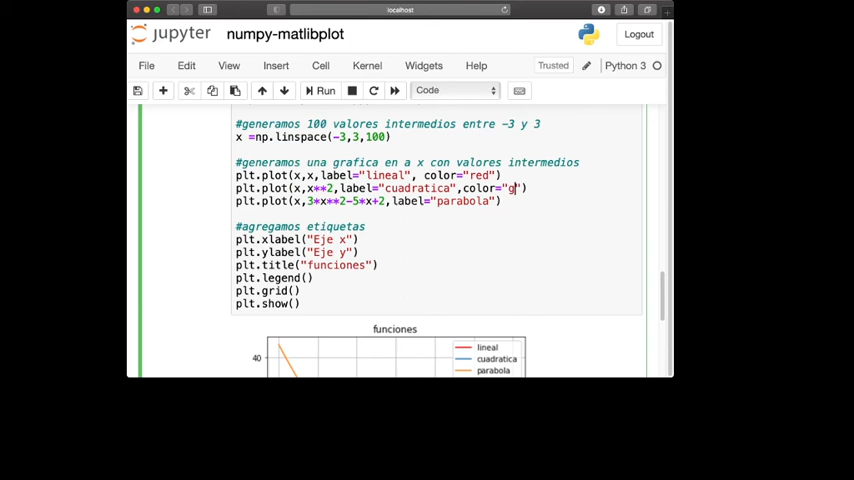 localhost
jupyter numpy-matlibplot Logout
File Edit View Insert Cell Kernel Widgets Help Trusted Python 3
Run Code
#generamos 100 valores intermedios entre -3 y 3
x =np.linspace(-3,3,100)
#generamos una grafica en a x con valores intermedios
plt.plot(x,x,label="lineal", color="red")
plt.plot(x,x**2,label="cuadratica",color="g")
plt.plot(x,3*x**2-5*x+2,label="parabola")
#agregamos etiquetas
plt.xlabel("Eje x")
plt.ylabel("Eje y")
plt.title("funciones")
plt.legend()
plt.grid()
plt.show()
funciones
lineal
40 cuadratica
parabola